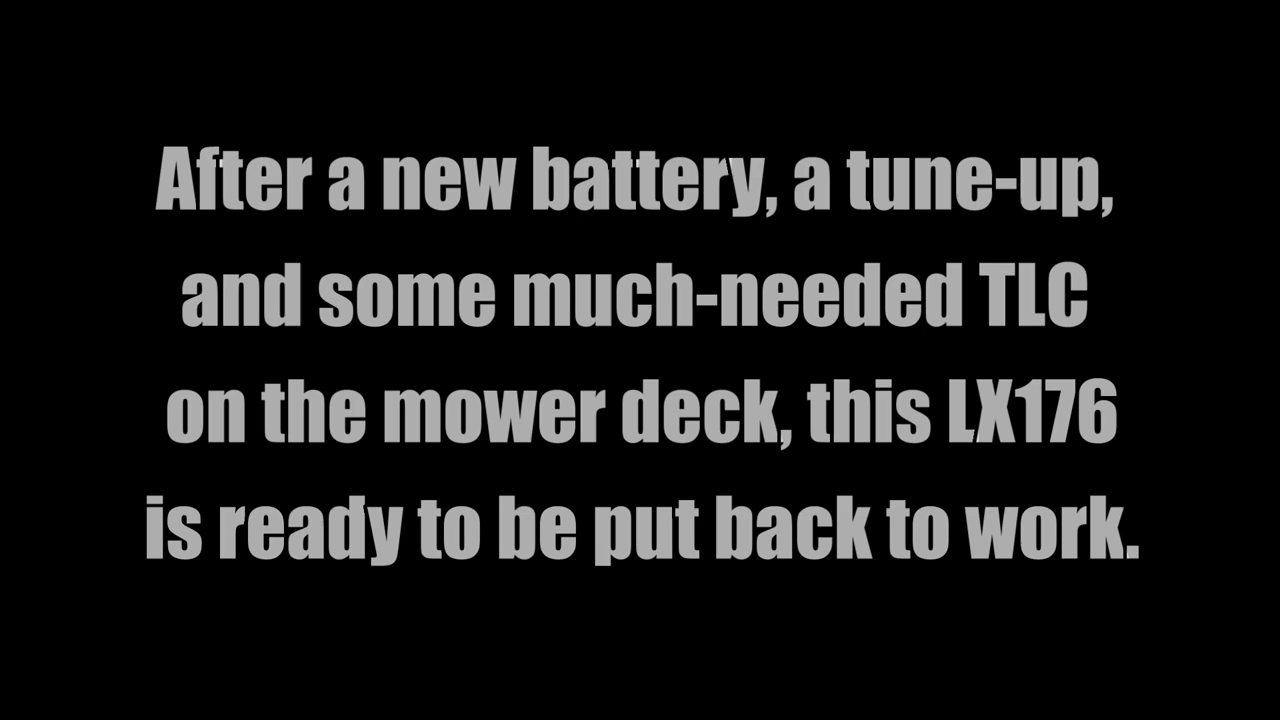 After a new battery, a tune-up,
and some much-needed TLC
on the mower deck, this LX176
is ready to be put back to work.